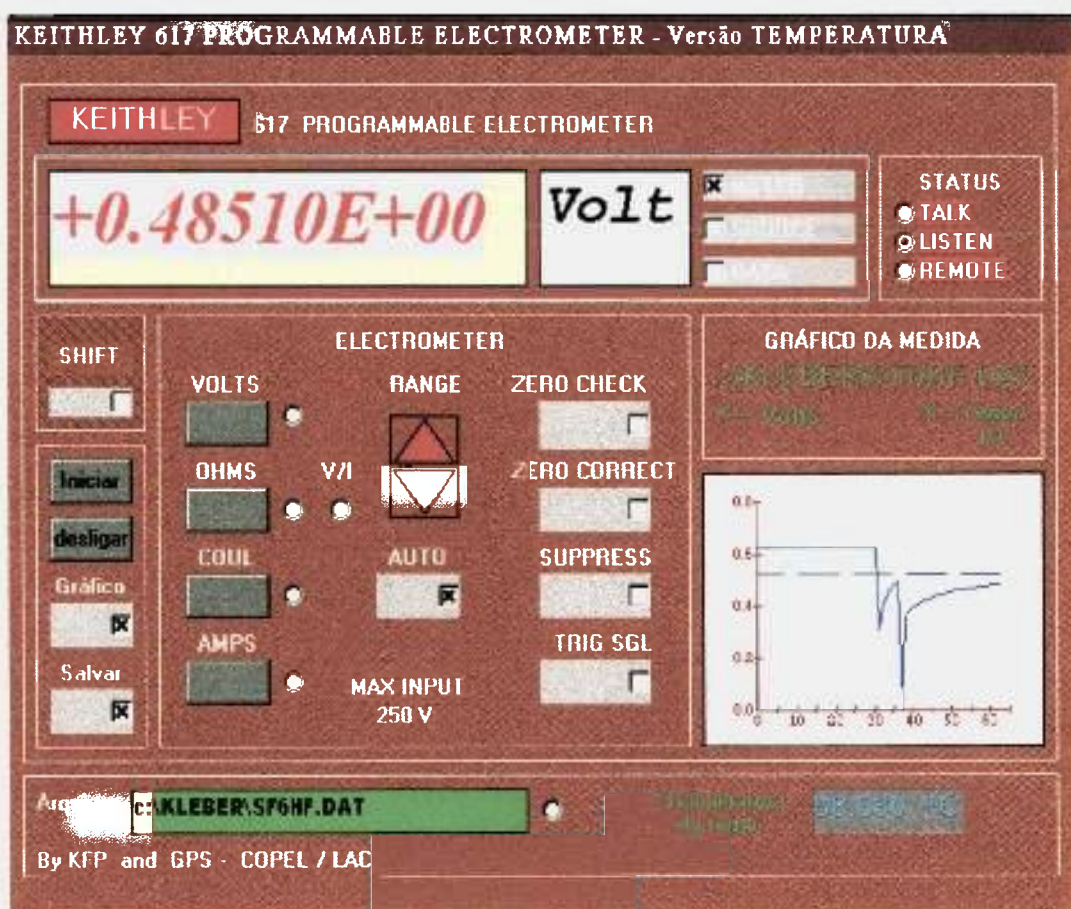 KEITHLEY 617 PROGRAMMABLE ELECTROMETER - Versão TEMPERATURA
KEITHLEY 617 PROGRAMMABLE ELECTROMETER
+0.48510E+00 Volt
STATUS
TALK
LISTEN
REMOTE
SHIFT
Iniciar
desligar
Gráfico
Salvar
ELECTROMETER
VOLTS RANGE ZERO CHECK
OHMS V/I ZERO CORRECT
COUL AUTO SUPPRESS
AMPS TRIG SGL
MAX INPUT
250 V
GRÁFICO DA MEDIDA
0.8
0.6
0.4
0.2
0.0
0 10 20 30 40 50 60
c:\KLEBER\SF6HF.DAT
By KFP and GPS - COPEL / LAC